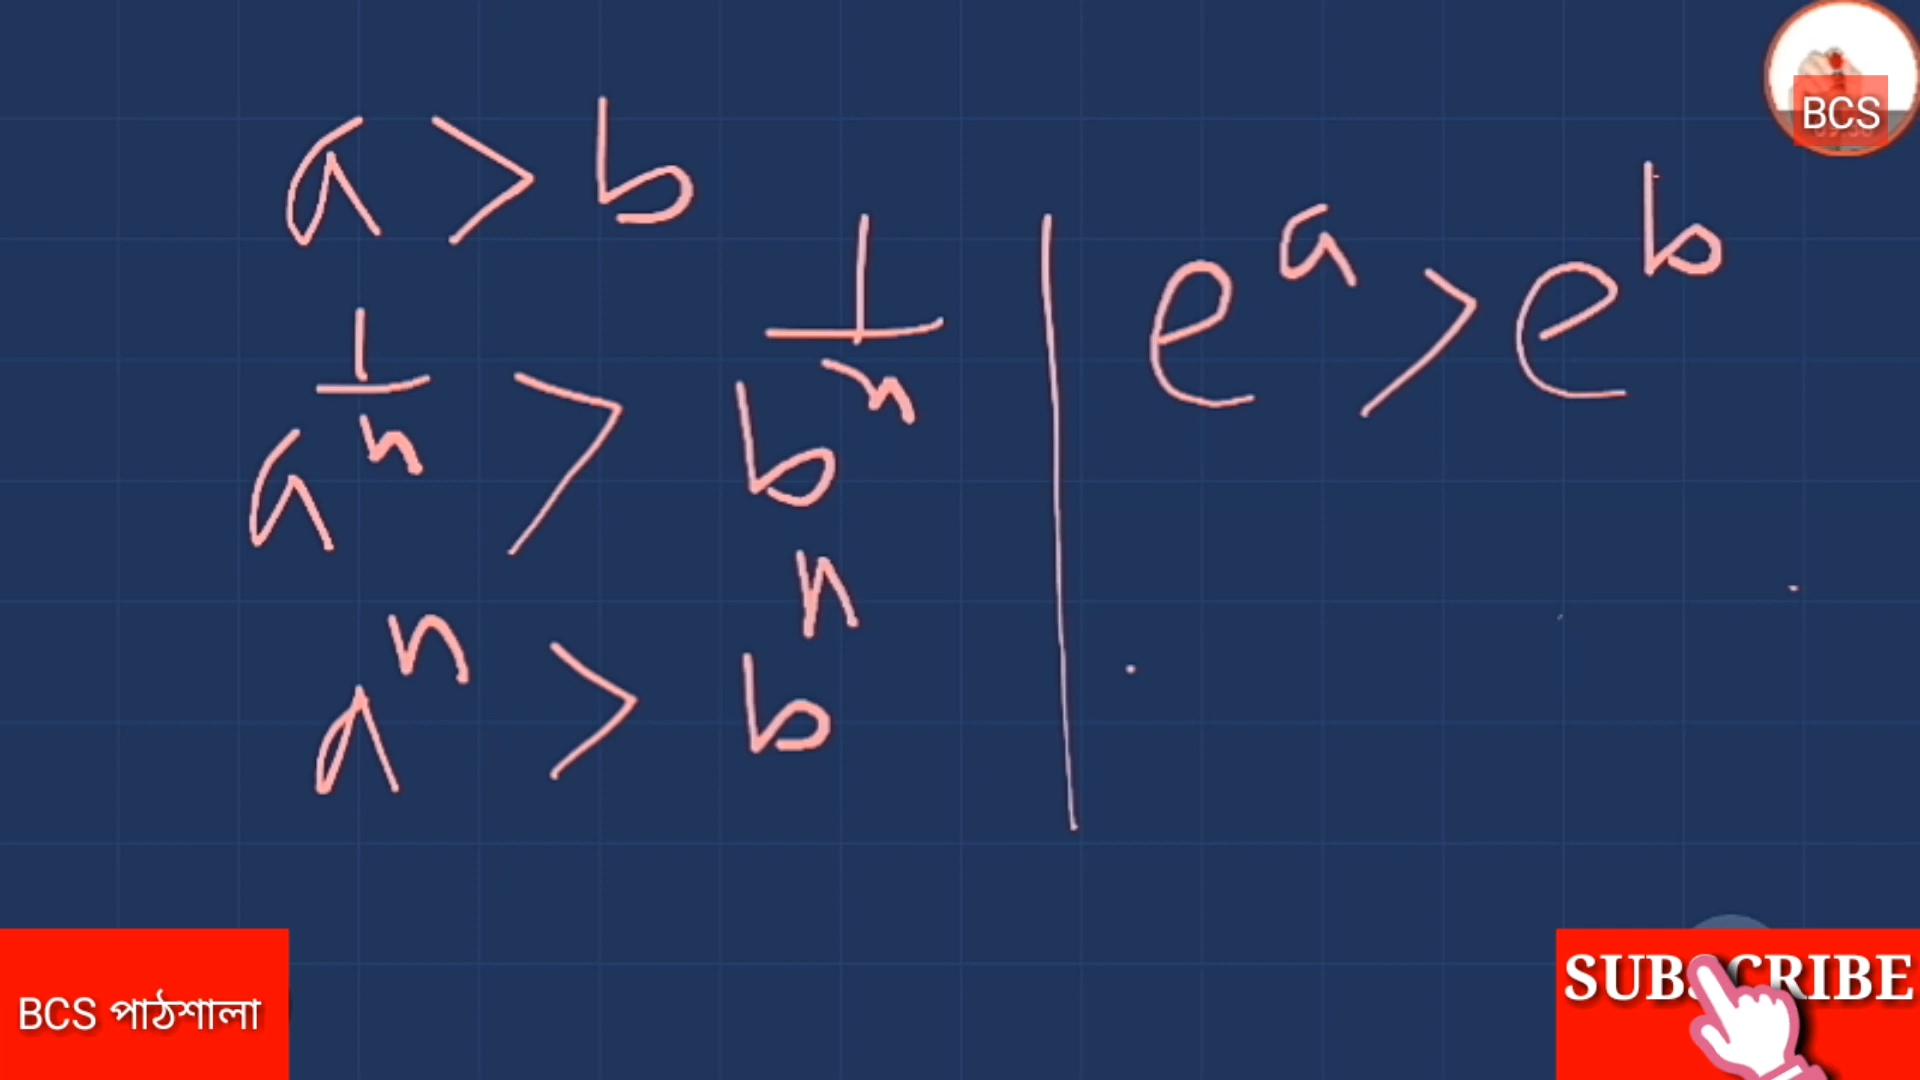 a > b
a^{1/n} > b^{1/n}
a^n > b^n
e^a > e^b
BCS
BCS পাঠশালা
SUBSCRIBE